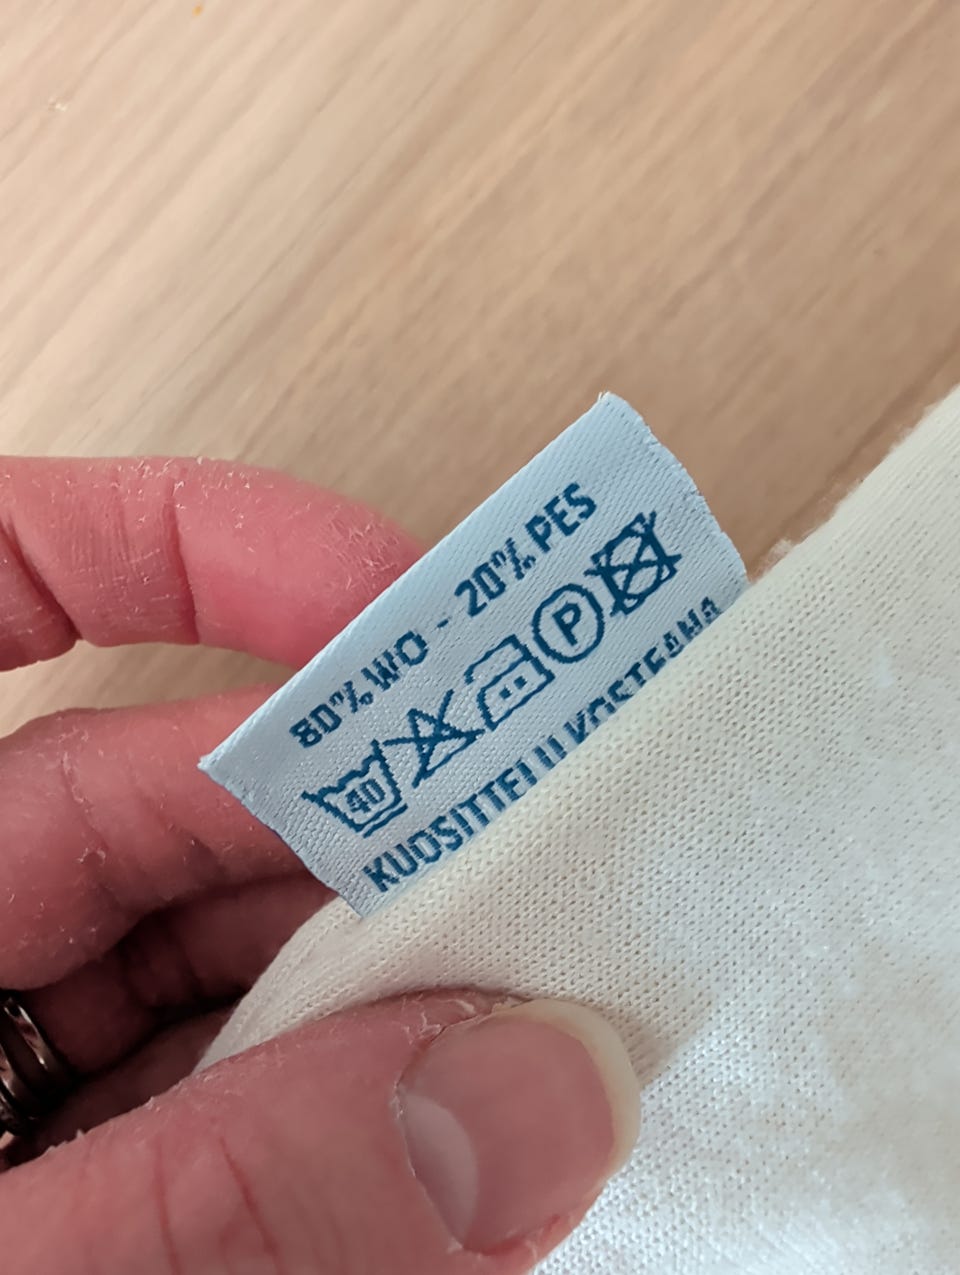 80% WO - 20% PES
40 P
KUOSITTELU KOSTEANA